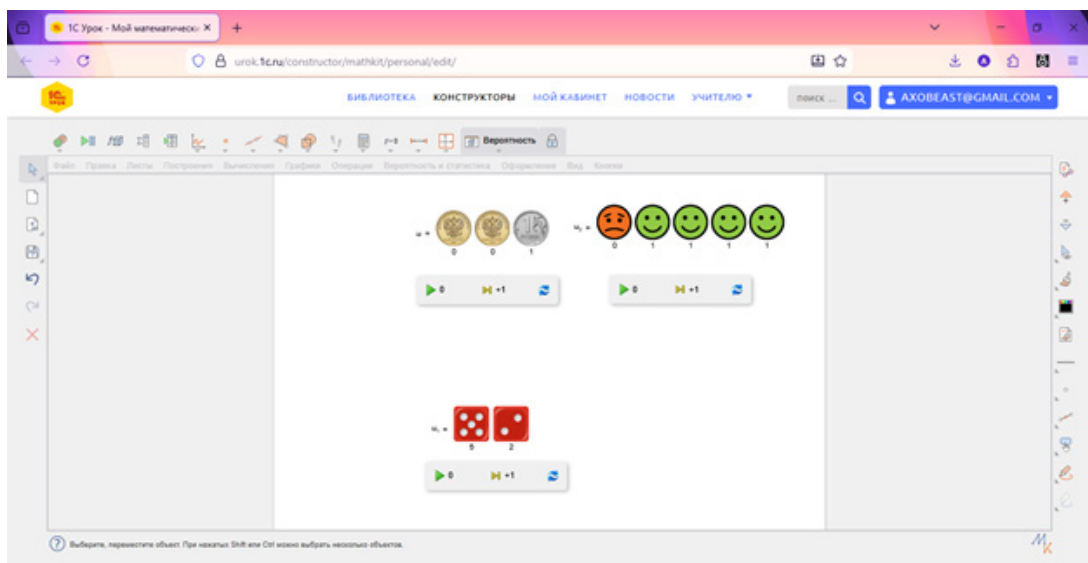 1С Урок - Мой математическ ×
urok.1c.ru/constructor/mathkit/personal/edit/
БИБЛИОТЕКА КОНСТРУКТОРЫ МОЙ КАБИНЕТ НОВОСТИ УЧИТЕЛЮ
поиск ...
AXOBEAST@GMAIL.COM
Вероятность
Файл Правка Листы Построения Вычисления Графики Операции Вероятность и статистика Оформление Вид Кнопки
0 0 1
0 1 1 1 1
0 +1
0 +1
5 2
0 +1
Выберите, переместите объект. При нажатых Shift или Ctrl можно выбрать несколько объектов.